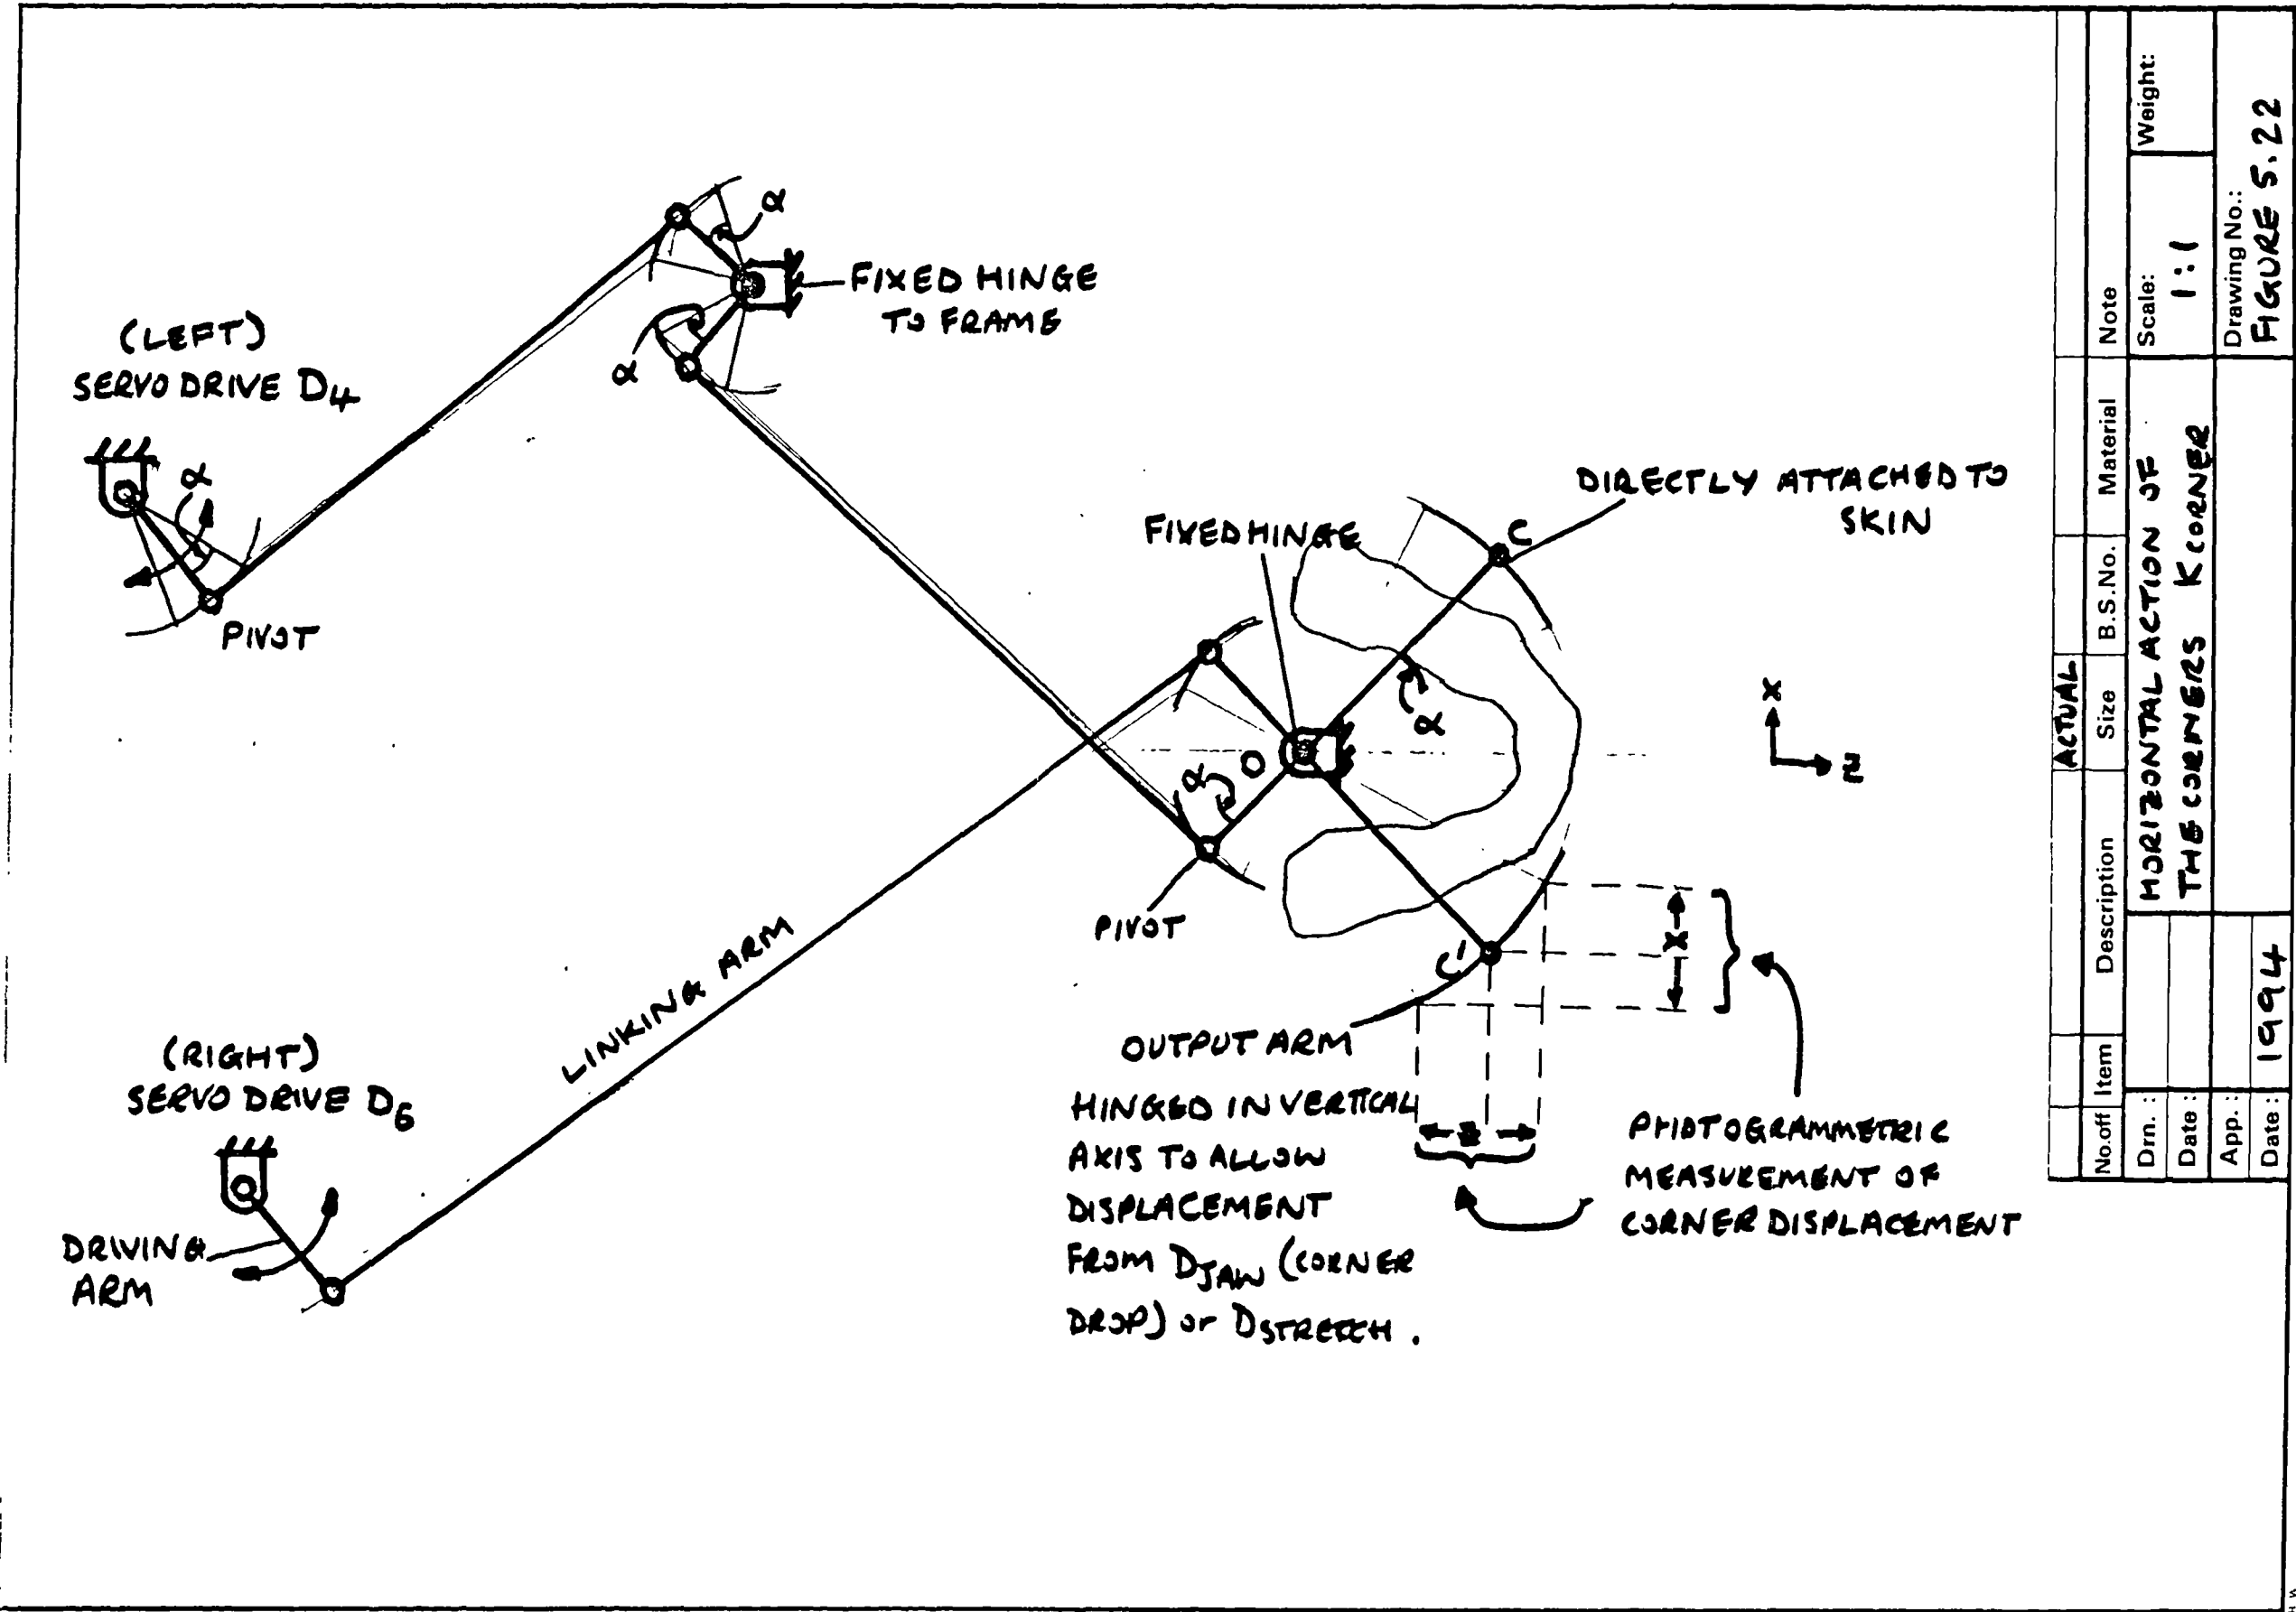 (LEFT)
SERVO DRIVE D4
α
PIVOT
α
α
FIXED HINGE
TO FRAME
FIXED HINGE
DIRECTLY ATTACHED TO
SKIN
C
α
α
O
PIVOT
C'
X
Z
X
Z
LINKING ARM
(RIGHT)
SERVO DRIVE D6
DRIVING
ARM
OUTPUT ARM
HINGED IN VERTICAL
AXIS TO ALLOW
DISPLACEMENT
FROM DJAW (CORNER
DROP) or DSTRETCH.
PHOTOGRAMMETRIC
MEASUREMENT OF
CORNER DISPLACEMENT
ACTUAL
No.off Item Description Size B.S.No. Material Note
Drn.:
Date:
App.:
Date: 1994
HORIZONTAL ACTION OF
THE CORNERS K CORNER
Scale: 1:1
Weight:
Drawing No.:
FIGURE 5.22